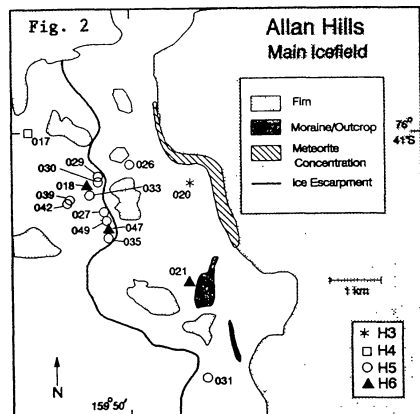 Fig. 2
Allan Hills
Main Icefield
Firn
Moraine/Outcrop
Meteorite
Concentration
Ice Escarpment
76°
41'S
017
029
030
026
018
033
020
039
042
027
049
047
035
021
1 km
H3
H4
H5
H6
031
N
159°50'